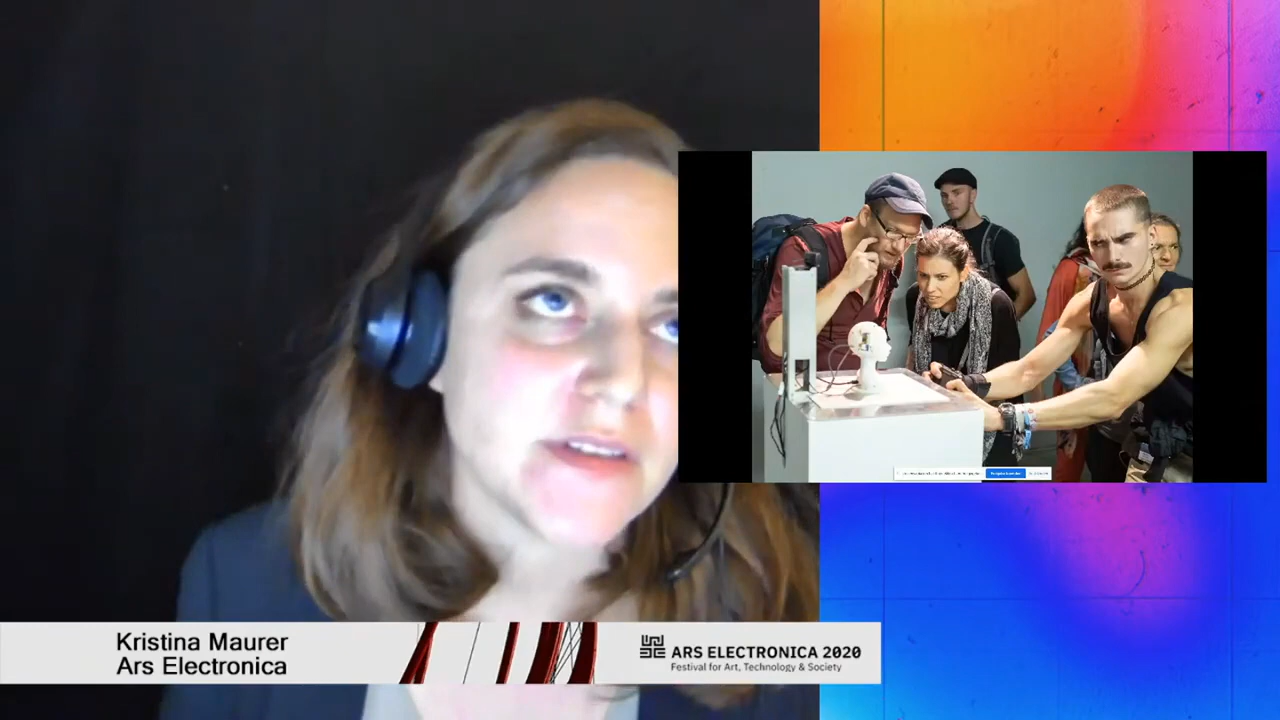 Kristina Maurer
Ars Electronica
ARS ELECTRONICA 2020
Festival for Art, Technology & Society